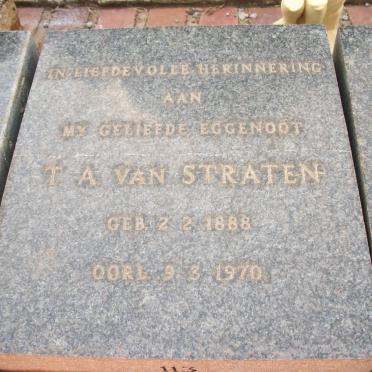 IN LIEFDEVOLLE HERINNERING
AAN
MY GELIEFDE EGGENOOT
T A VAN STRATEN
GEB. 2·2·1888
OORL. 9·3·1970